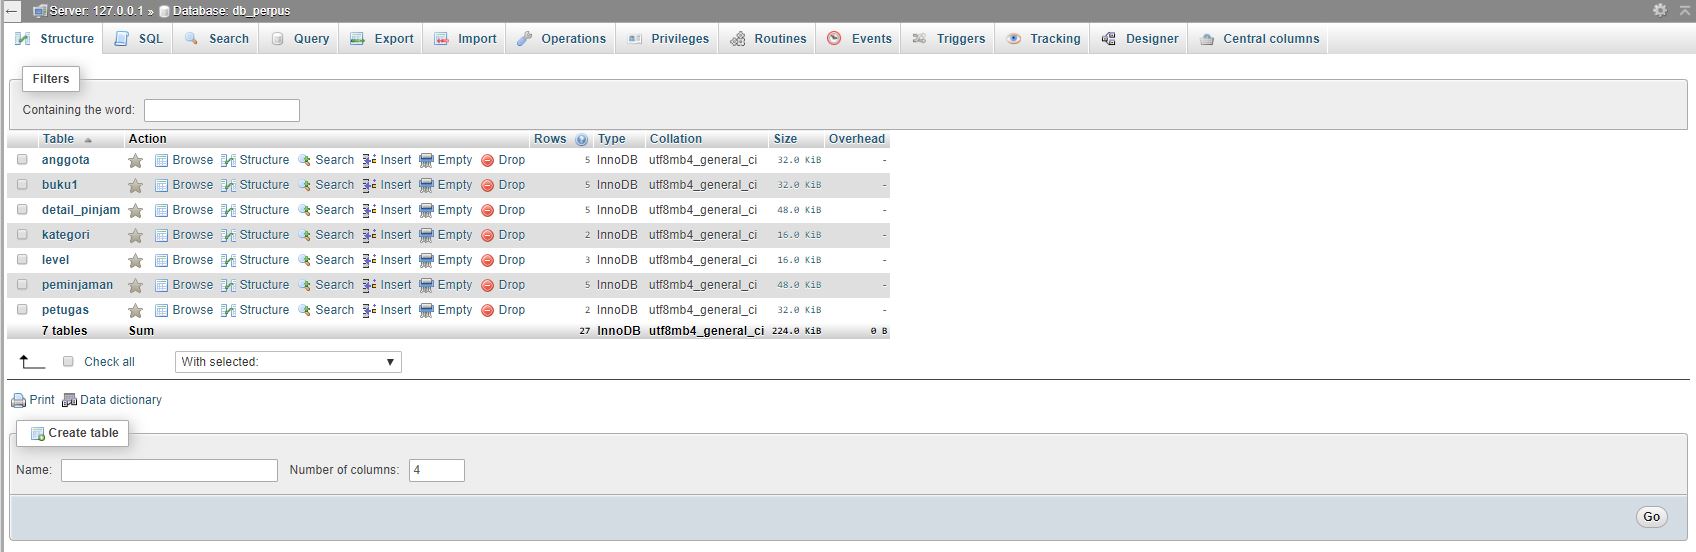 Server: 127.0.0.1 » Database: db_perpus
Structure SQL Search Query Export Import Operations Privileges Routines Events Triggers Tracking Designer Central columns
Filters
Containing the word:
Table Action Rows Type Collation Size Overhead
anggota Browse Structure Search Insert Empty Drop 5 InnoDB utf8mb4_general_ci 32.0 KiB -
buku1 Browse Structure Search Insert Empty Drop 5 InnoDB utf8mb4_general_ci 32.0 KiB -
detail_pinjam Browse Structure Search Insert Empty Drop 5 InnoDB utf8mb4_general_ci 48.0 KiB -
kategori Browse Structure Search Insert Empty Drop 2 InnoDB utf8mb4_general_ci 16.0 KiB -
level Browse Structure Search Insert Empty Drop 3 InnoDB utf8mb4_general_ci 16.0 KiB -
peminjaman Browse Structure Search Insert Empty Drop 5 InnoDB utf8mb4_general_ci 48.0 KiB -
petugas Browse Structure Search Insert Empty Drop 2 InnoDB utf8mb4_general_ci 32.0 KiB -
7 tables Sum 27 InnoDB utf8mb4_general_ci 224.0 KiB 0 B
Check all With selected:
Print Data dictionary
Create table
Name: Number of columns: 4
Go